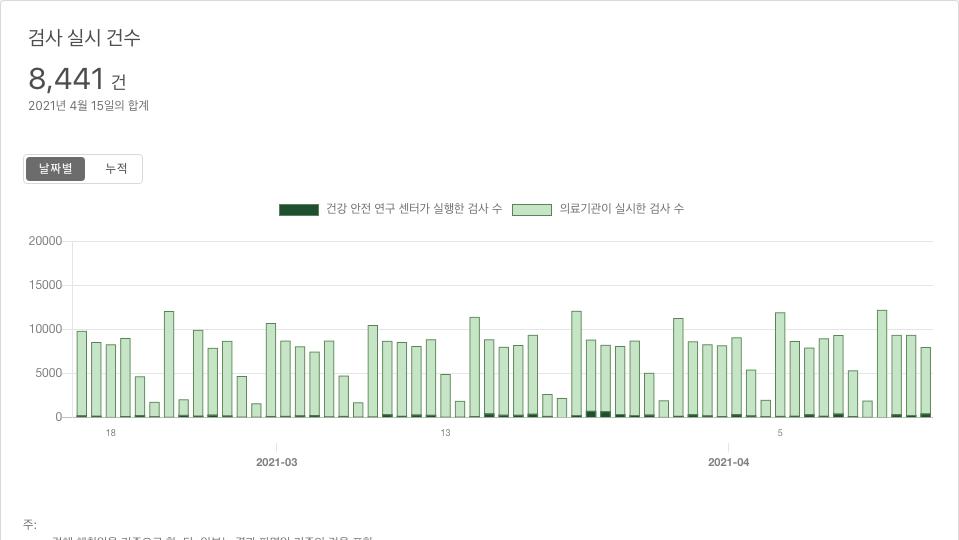 검사 실시 건수
8,441 건
2021년 4월 15일의 합계
날짜별 누적
건강 안전 연구 센터가 실행한 검사 수 의료기관이 실시한 검사 수
20000
15000
10000
5000
0
18 13 5
2021-03 2021-04
주: